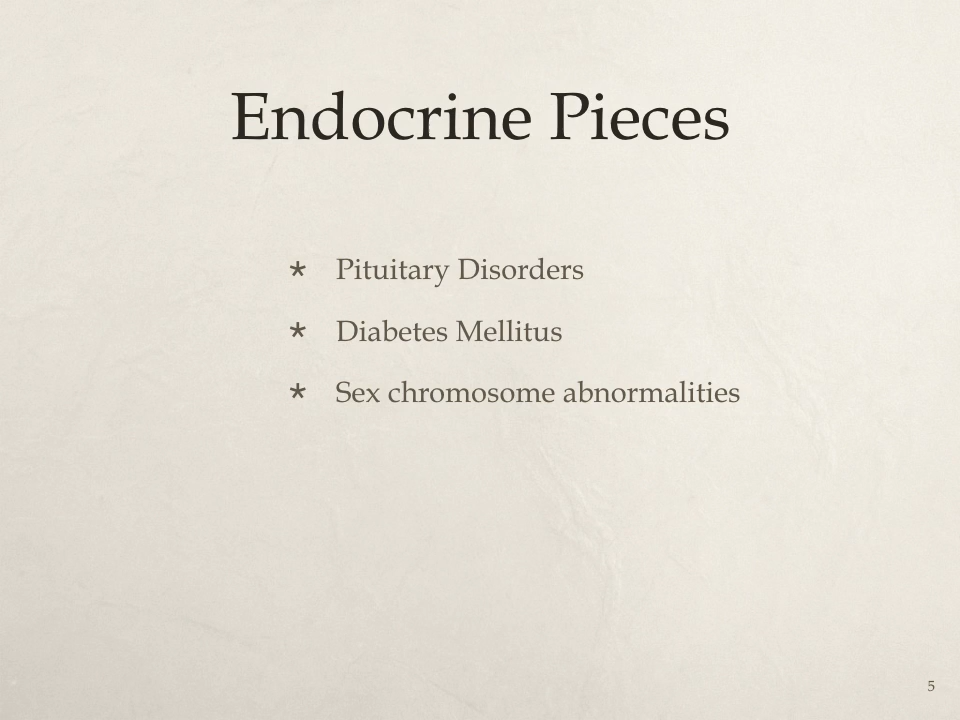 Endocrine Pieces
* Pituitary Disorders
* Diabetes Mellitus
* Sex chromosome abnormalities
5